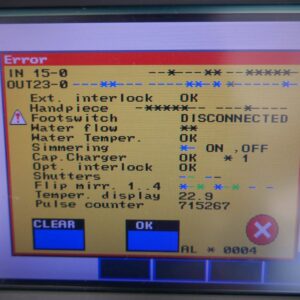 Error
IN 15-0 ---*---**--*****
OUT23-0
Ext. interlock OK
Handpiece
Footswitch DISCONNECTED
Water flow **
Water Temper. OK
Simmering *- ON ,OFF
Cap.Charger OK * 1
Opt. interlock OK
Shutters
Flip mirr. 1..4
Temper. display 22.9
Pulse counter 715267
CLEAR OK
AL * 0004